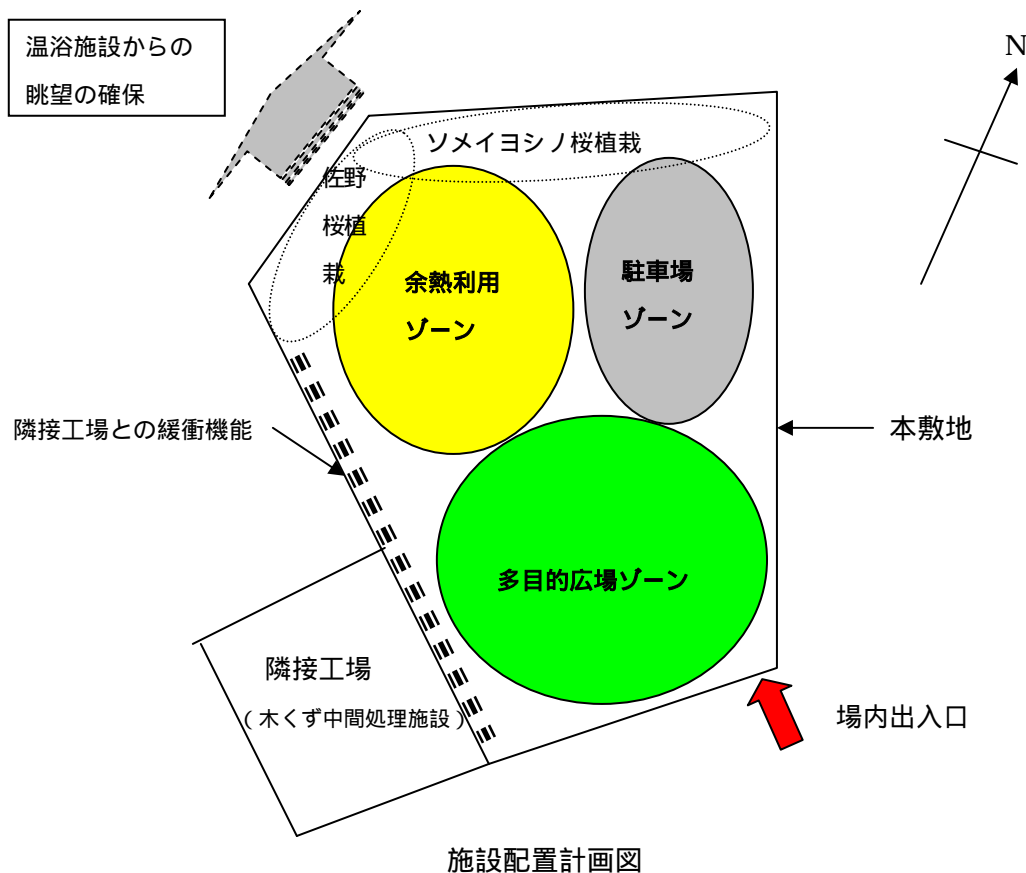 温浴施設からの
眺望の確保
N
ソメイヨシノ桜植栽
佐野
桜植
栽
余熱利用
ゾーン
駐車場
ゾーン
隣接工場との緩衝機能
本敷地
多目的広場ゾーン
隣接工場
（木くず中間処理施設）
場内出入口
施設配置計画図